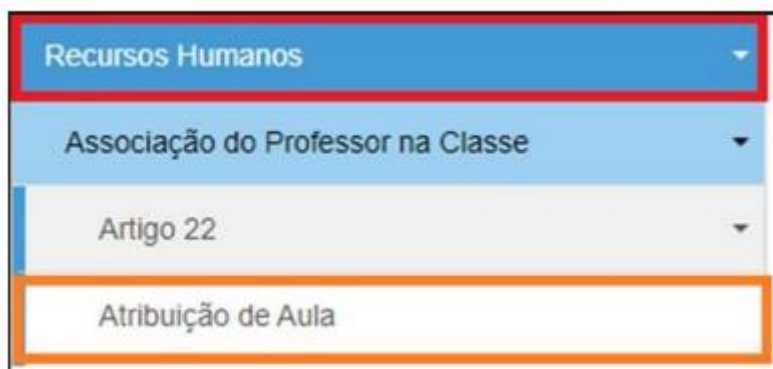 Recursos Humanos
Associação do Professor na Classe
Artigo 22
Atribuição de Aula